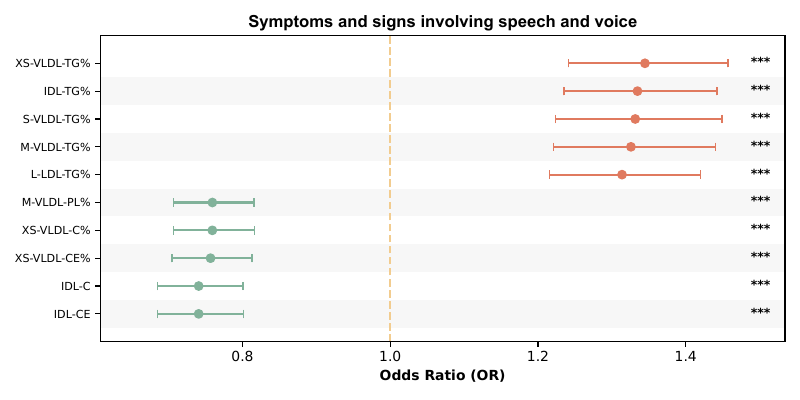 Symptoms and signs involving speech and voice
XS-VLDL-TG% ***
IDL-TG% ***
S-VLDL-TG% ***
M-VLDL-TG% ***
L-LDL-TG% ***
M-VLDL-PL% ***
XS-VLDL-C% ***
XS-VLDL-CE% ***
IDL-C ***
IDL-CE ***
0.8 1.0 1.2 1.4
Odds Ratio (OR)